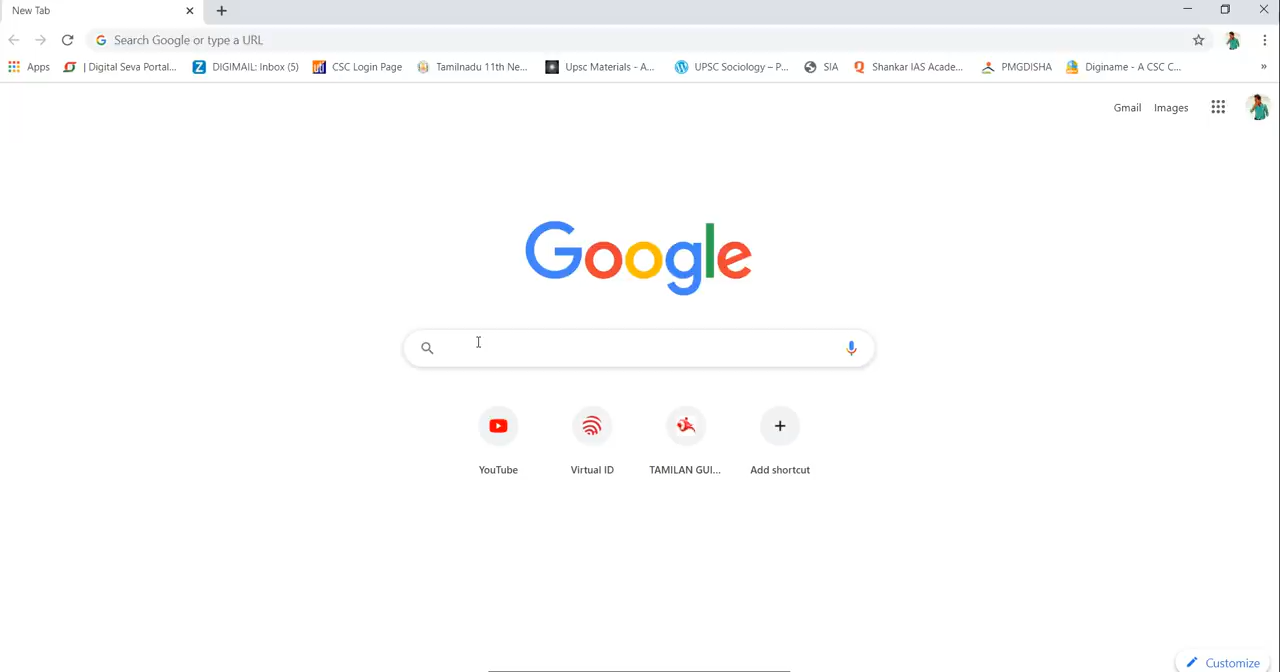 New Tab
Search Google or type a URL
Apps | Digital Seva Portal... DIGIMAIL: Inbox (5) CSC Login Page Tamilnadu 11th Ne... Upsc Materials - A... UPSC Sociology – P... SIA Shankar IAS Acade... PMGDISHA Diginame - A CSC C... »
Gmail Images
Google
YouTube Virtual ID TAMILAN GUI... Add shortcut
Customize